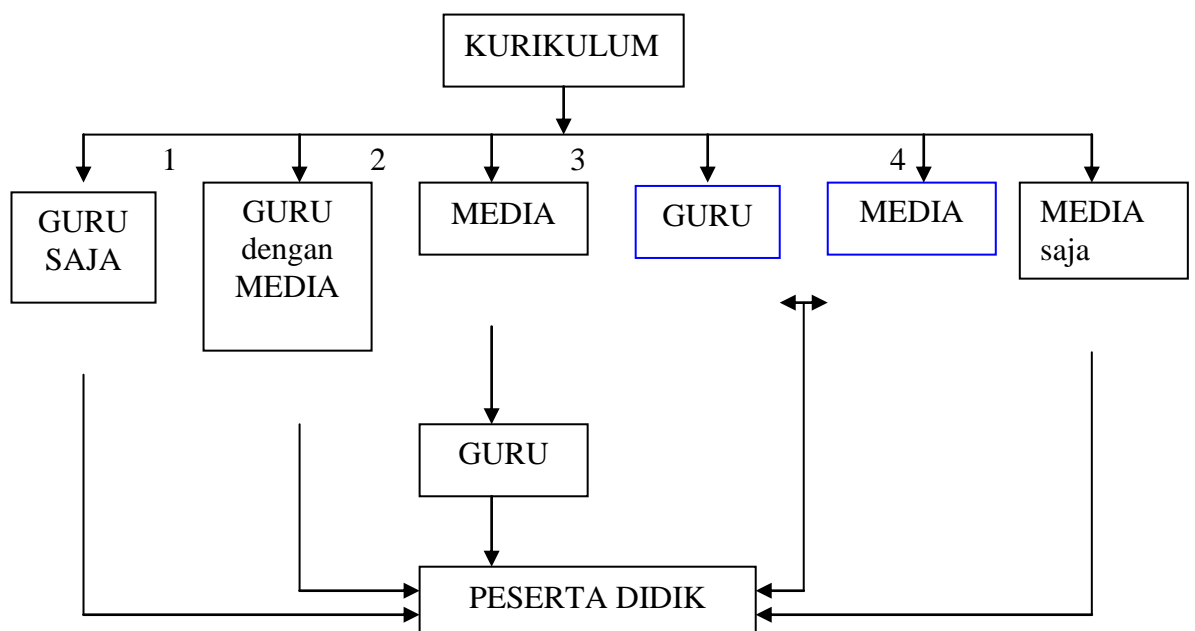 KURIKULUM
1
2
3
4
GURU
SAJA
GURU
dengan
MEDIA
MEDIA
GURU
MEDIA
MEDIA
saja
GURU
PESERTA DIDIK